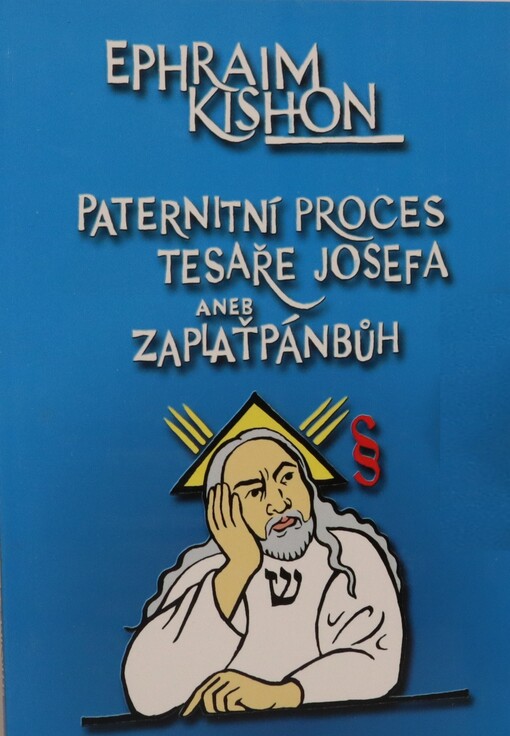 EPHRAIM
KISHON
PATERNITNÍ PROCES
TESAŘE JOSEFA
ANEB
ZAPLAŤPÁNBŮH
§
ש